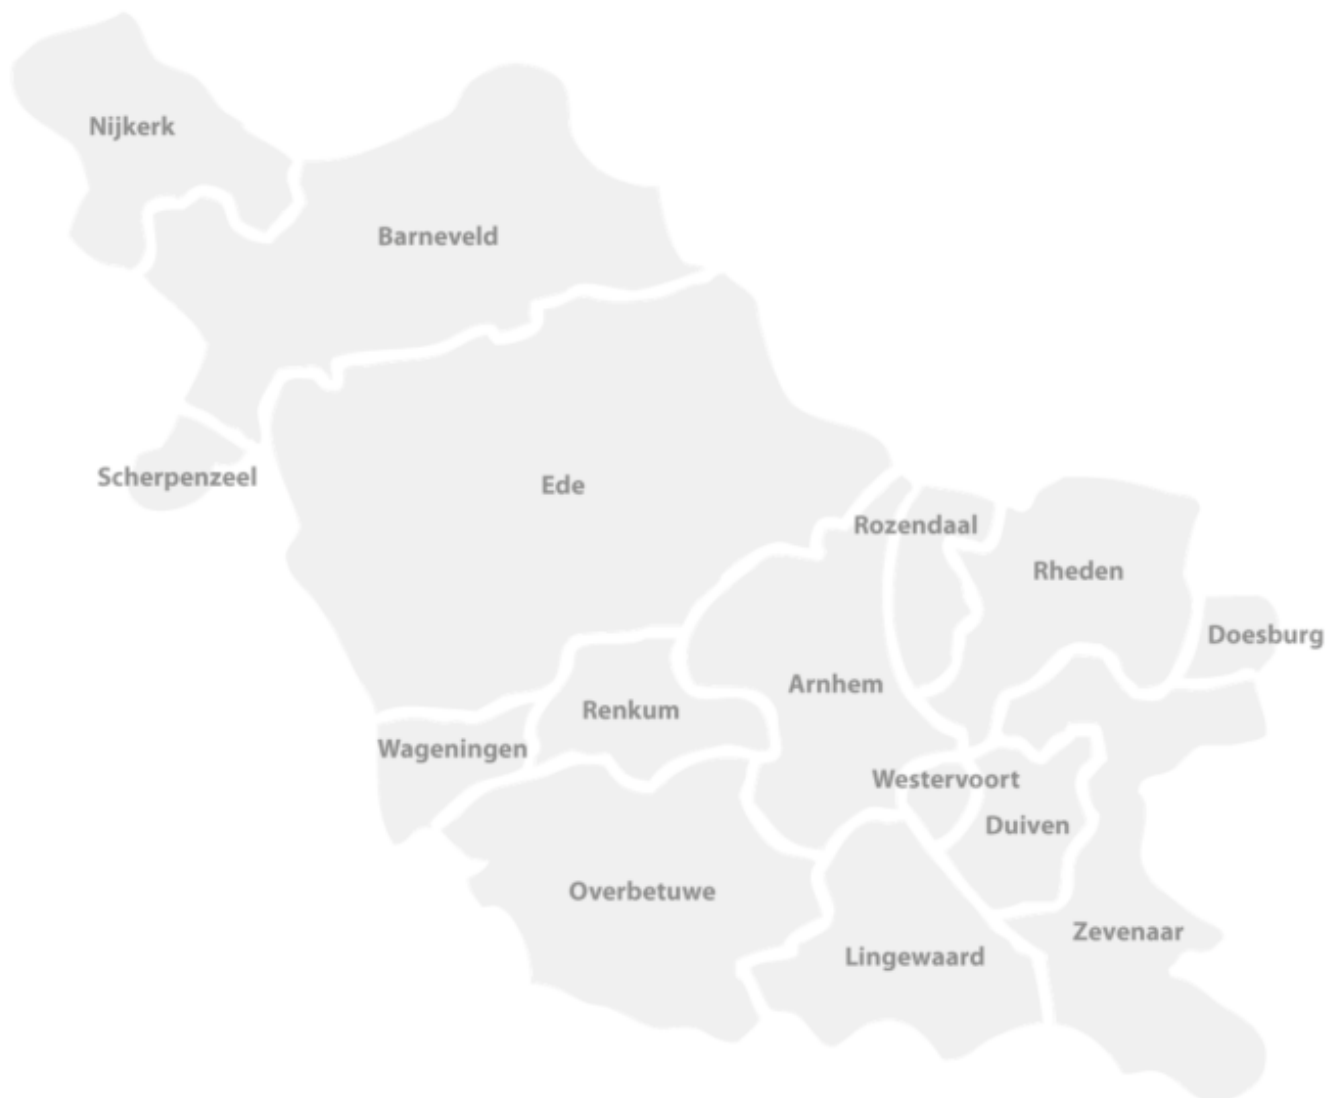 Nijkerk
Barneveld
Scherpenzeel
Ede
Rozendaal
Rheden
Doesburg
Arnhem
Renkum
Wageningen
Westervoort
Duiven
Overbetuwe
Zevenaar
Lingewaard